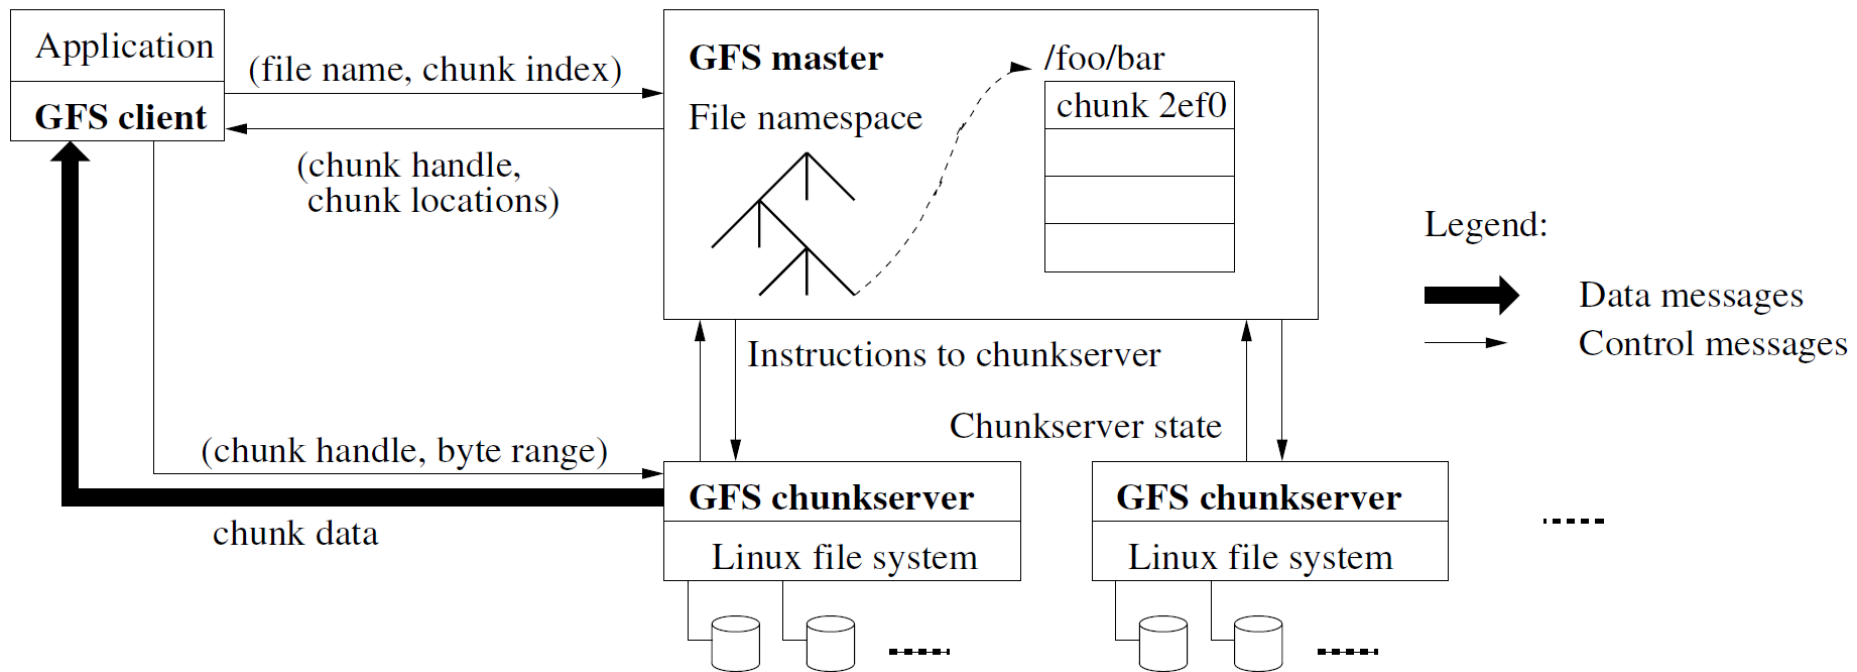 Application
GFS client
(file name, chunk index)
(chunk handle,
chunk locations)
GFS master
File namespace
/foo/bar
chunk 2ef0
Legend:
Data messages
Control messages
Instructions to chunkserver
Chunkserver state
(chunk handle, byte range)
chunk data
GFS chunkserver
Linux file system
GFS chunkserver
Linux file system